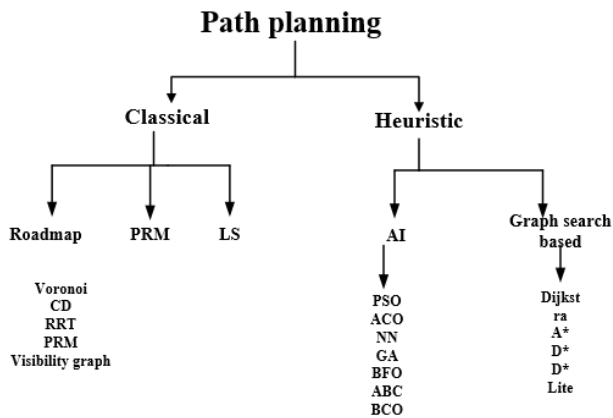 Path planning
Classical
Heuristic
Roadmap
PRM
LS
AI
Graph search
based
Voronoi
CD
RRT
PRM
Visibility graph
PSO
ACO
NN
GA
BFO
ABC
BCO
Dijkst
ra
A*
D*
D*
Lite